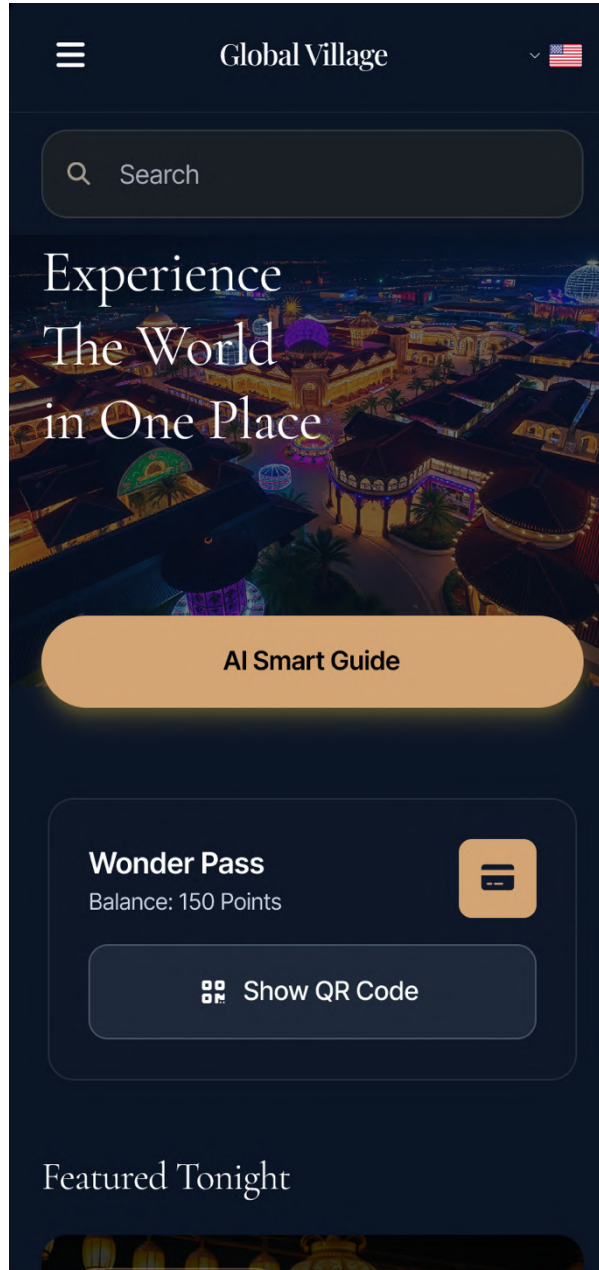 Global Village
Search
Experience
The World
in One Place
AI Smart Guide
Wonder Pass
Balance: 150 Points
Show QR Code
Featured Tonight